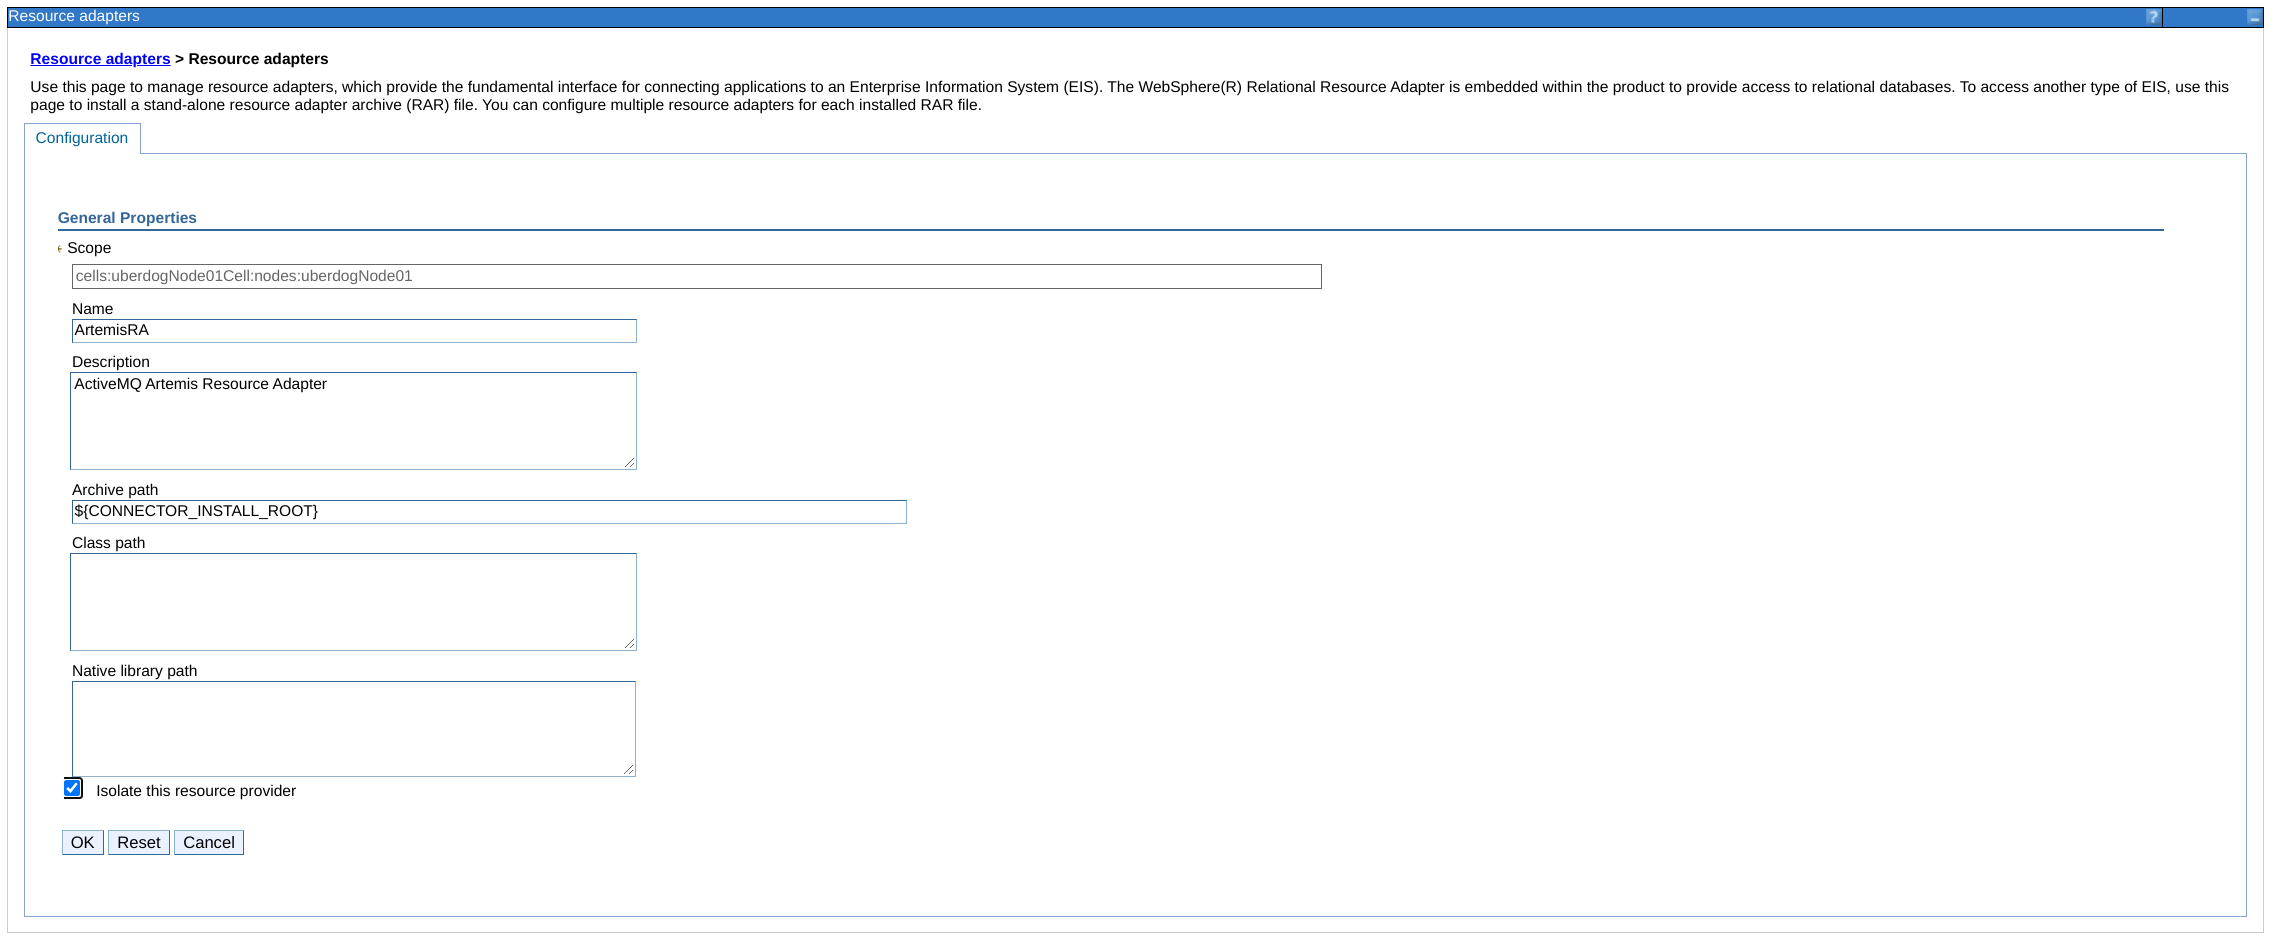 Resource adapters
?
Resource adapters > Resource adapters
Use this page to manage resource adapters, which provide the fundamental interface for connecting applications to an Enterprise Information System (EIS). The WebSphere(R) Relational Resource Adapter is embedded within the product to provide access to relational databases. To access another type of EIS, use this
page to install a stand-alone resource adapter archive (RAR) file. You can configure multiple resource adapters for each installed RAR file.
Configuration
General Properties
Scope
cells:uberdogNode01Cell:nodes:uberdogNode01
Name
ArtemisRA
Description
ActiveMQ Artemis Resource Adapter
Archive path
${CONNECTOR_INSTALL_ROOT}
Class path
Native library path
Isolate this resource provider
OK Reset Cancel